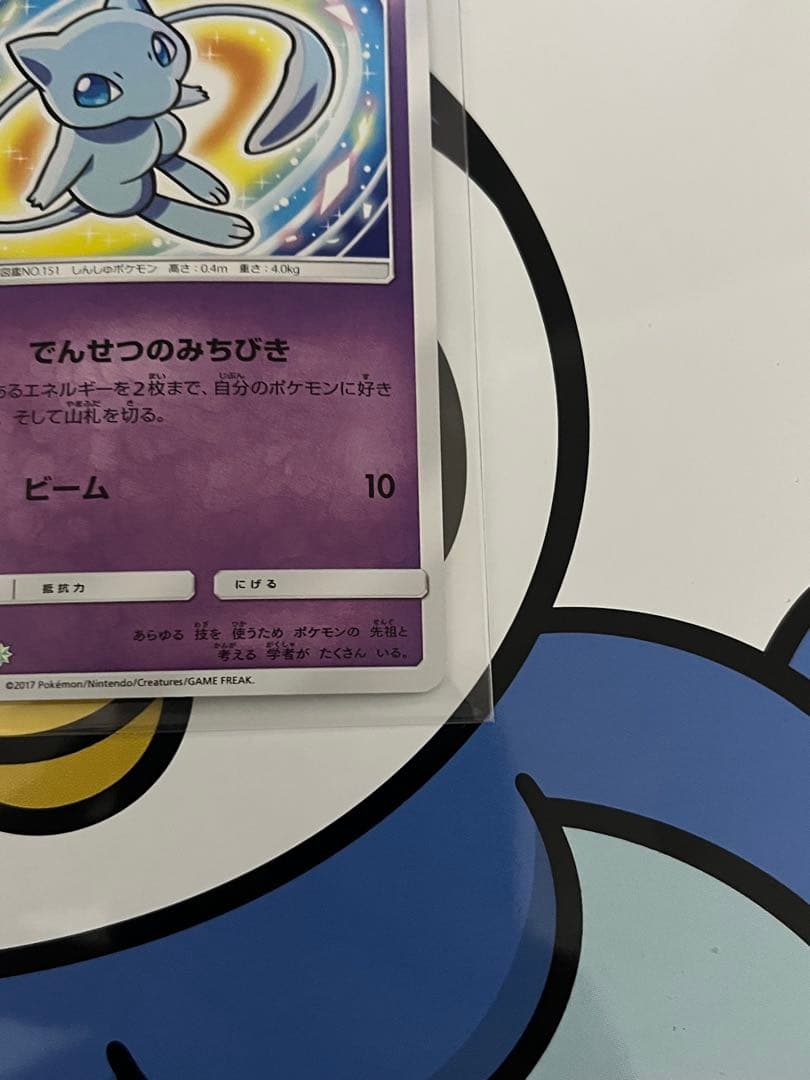 図鑑NO.151 しんしゅポケモン 高さ：0.4m 重さ：4.0kg
でんせつのみちびき
あるエネルギーを2枚まで、自分のポケモンに好き
そして山札を切る。
ビーム 10
抵抗力 にげる
あらゆる 技を 使うため ポケモンの 先祖と
考える 学者が たくさん いる。
©2017 Pokémon/Nintendo/Creatures/GAME FREAK.